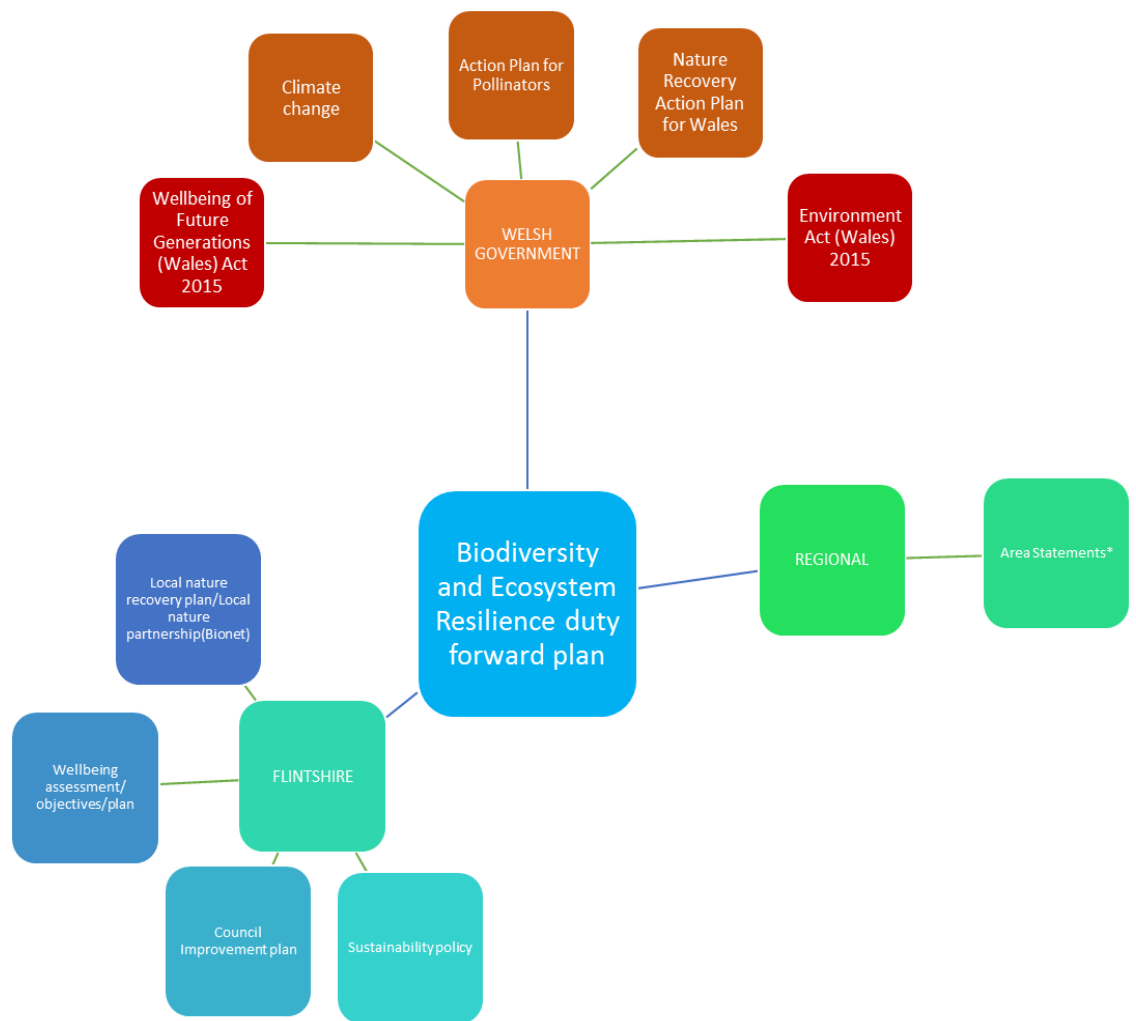 Climate
change
Action Plan for
Pollinators
Nature
Recovery
Action Plan
for Wales
Wellbeing of
Future
Generations
(Wales) Act
2015
WELSH
GOVERNMENT
Environment
Act (Wales)
2015
Biodiversity
and Ecosystem
Resilience duty
forward plan
REGIONAL
Area Statements*
Local nature
recovery plan/Local
nature
partnership(Bionet)
Wellbeing
assessment/
objectives/plan
FLINTSHIRE
Council
Improvement plan
Sustainability policy